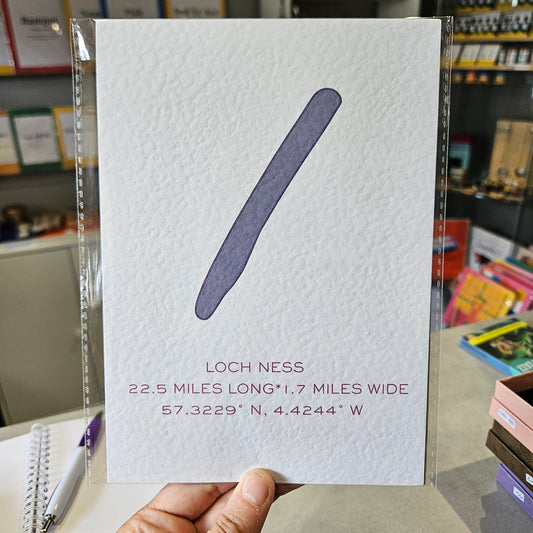 LOCH NESS
22.5 MILES LONG*1.7 MILES WIDE
57.3229° N, 4.4244° W